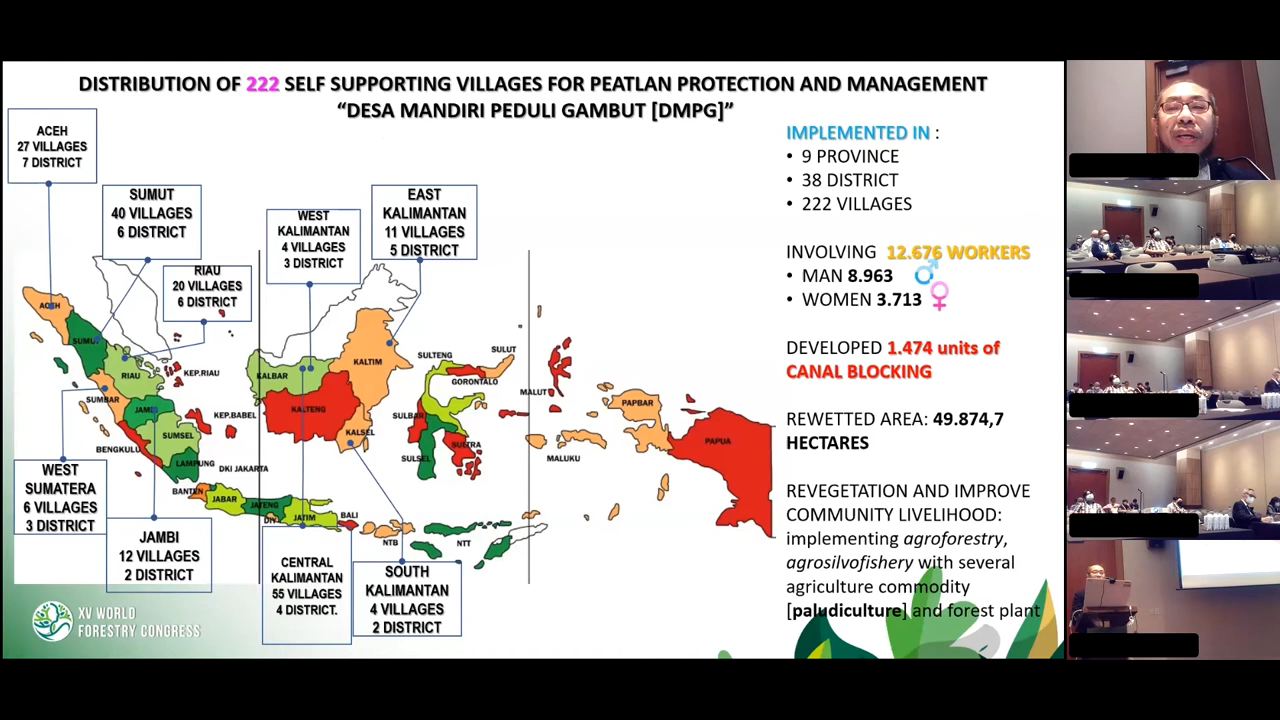 DISTRIBUTION OF 222 SELF SUPPORTING VILLAGES FOR PEATLAN PROTECTION AND MANAGEMENT
“DESA MANDIRI PEDULI GAMBUT [DMPG]”
ACEH
27 VILLAGES
7 DISTRICT
SUMUT
40 VILLAGES
6 DISTRICT
RIAU
20 VILLAGES
6 DISTRICT
WEST
KALIMANTAN
4 VILLAGES
3 DISTRICT
EAST
KALIMANTAN
11 VILLAGES
5 DISTRICT
ACEH
SUMUT
RIAU
KEP.RIAU
SUMBAR
JAMBI
KEP.BABEL
SUMSEL
BENGKULU
LAMPUNG
DKI JAKARTA
BANTEN
JABAR
JATENG
DIY
JATIM
BALI
NTB
NTT
KALBAR
KALTENG
KALTIM
KALSEL
SULTENG
SULUT
GORONTALO
SULBAR
SULTRA
SULSEL
MALUT
MALUKU
PAPBAR
PAPUA
WEST
SUMATERA
6 VILLAGES
3 DISTRICT
JAMBI
12 VILLAGES
2 DISTRICT
CENTRAL
KALIMANTAN
55 VILLAGES
4 DISTRICT.
SOUTH
KALIMANTAN
4 VILLAGES
2 DISTRICT
XV WORLD
FORESTRY CONGRESS
IMPLEMENTED IN :
• 9 PROVINCE
• 38 DISTRICT
• 222 VILLAGES
INVOLVING 12.676 WORKERS
• MAN 8.963
• WOMEN 3.713
DEVELOPED 1.474 units of
CANAL BLOCKING
REWETTED AREA: 49.874,7
HECTARES
REVEGETATION AND IMPROVE
COMMUNITY LIVELIHOOD:
implementing agroforestry,
agrosilvofishery with several
agriculture commodity
[paludiculture] and forest plant